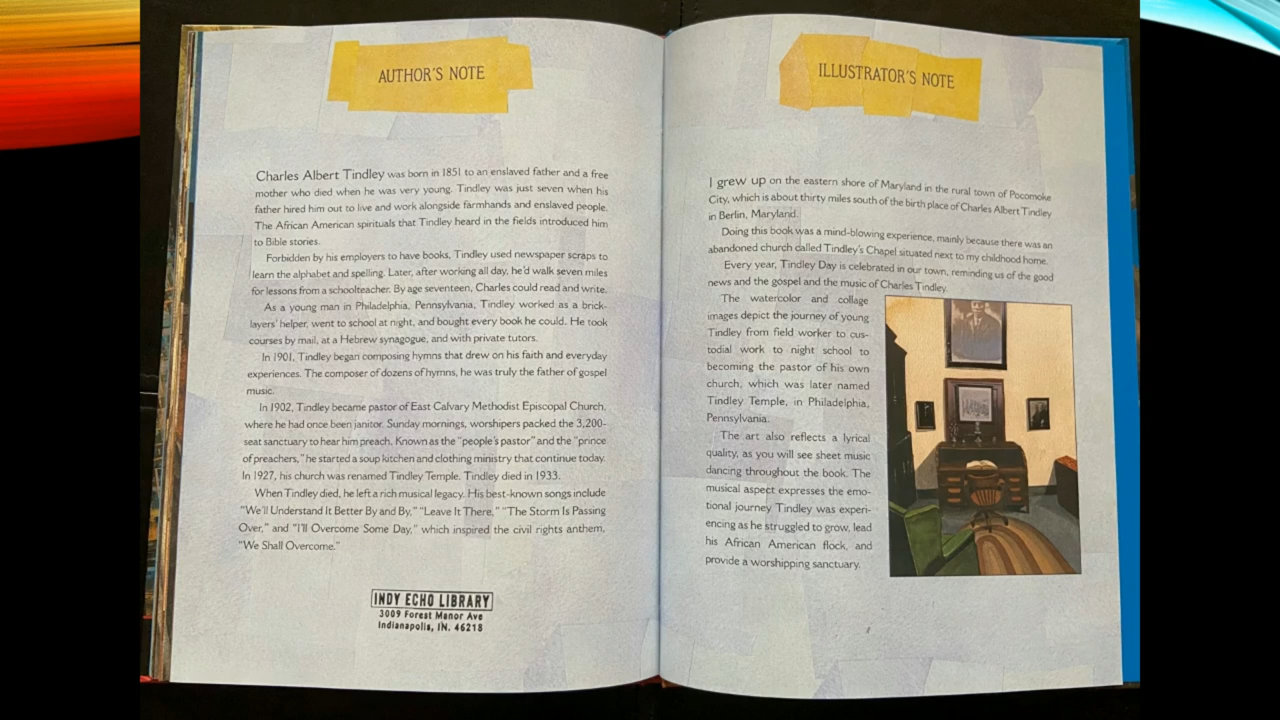 AUTHOR'S NOTE
Charles Albert Tindley was born in 1851 to an enslaved father and a free
mother who died when he was very young. Tindley was just seven when his
father hired him out to live and work alongside farmhands and enslaved people.
The African American spirituals that Tindley heard in the fields introduced him
to Bible stories.
Forbidden by his employers to have books, Tindley used newspaper scraps to
learn the alphabet and spelling. Later, after working all day, he'd walk seven miles
for lessons from a schoolteacher. By age seventeen, Charles could read and write.
As a young man in Philadelphia, Pennsylvania, Tindley worked as a brick-
layers' helper, went to school at night, and bought every book he could. He took
courses by mail, at a Hebrew synagogue, and with private tutors.
In 1901, Tindley began composing hymns that drew on his faith and everyday
experiences. The composer of dozens of hymns, he was truly the father of gospel
music.
In 1902, Tindley became pastor of East Calvary Methodist Episcopal Church,
where he had once been janitor. Sunday mornings, worshipers packed the 3,200-
seat sanctuary to hear him preach. Known as the "people's pastor" and the "prince
of preachers," he started a soup kitchen and clothing ministry that continue today.
In 1927, his church was renamed Tindley Temple. Tindley died in 1933.
When Tindley died, he left a rich musical legacy. His best-known songs include
"We'll Understand It Better By and By," "Leave It There," "The Storm Is Passing
Over," and "I'll Overcome Some Day," which inspired the civil rights anthem,
"We Shall Overcome."
INDY ECHO LIBRARY
3009 Forest Manor Ave
Indianapolis, IN. 46218
ILLUSTRATOR'S NOTE
I grew up on the eastern shore of Maryland in the rural town of Pocomoke
City, which is about thirty miles south of the birth place of Charles Albert Tindley
in Berlin, Maryland.
Doing this book was a mind-blowing experience, mainly because there was an
abandoned church called Tindley's Chapel situated next to my childhood home.
Every year, Tindley Day is celebrated in our town, reminding us of the good
news and the gospel and the music of Charles Tindley.
The watercolor and collage
images depict the journey of young
Tindley from field worker to cus-
todial work to night school to
becoming the pastor of his own
church, which was later named
Tindley Temple, in Philadelphia,
Pennsylvania.
The art also reflects a lyrical
quality, as you will see sheet music
dancing throughout the book. The
musical aspect expresses the emo-
tional journey Tindley was experi-
encing as he struggled to grow, lead
his African American flock, and
provide a worshipping sanctuary.